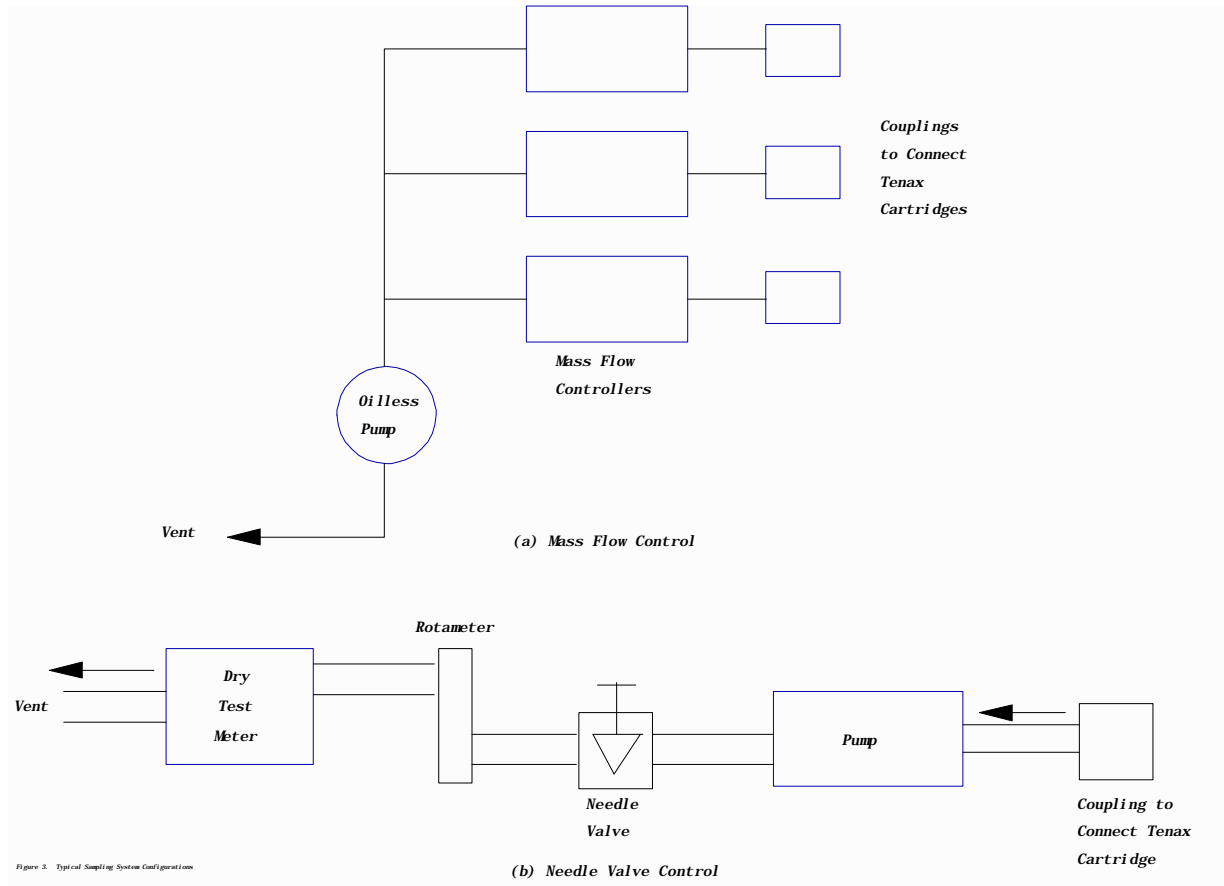 Couplings
to Connect
Tenax
Cartridges
Mass Flow
Controllers
Oilless
Pump
Vent
(a) Mass Flow Control
Rotameter
Dry
Test
Meter
Vent
Pump
Needle
Valve
Coupling to
Connect Tenax
Cartridge
(b) Needle Valve Control
Figure 3. Typical Sampling System Configurations